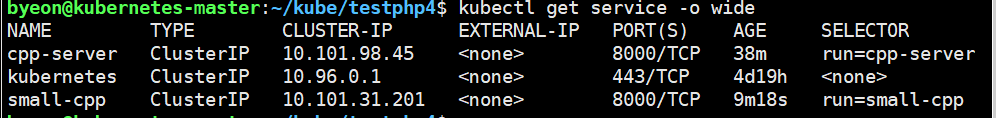 byeon@kubernetes-master:~/kube/testphp4$ kubectl get service -o wide
NAME TYPE CLUSTER-IP EXTERNAL-IP PORT(S) AGE SELECTOR
cpp-server ClusterIP 10.101.98.45 <none> 8000/TCP 38m run=cpp-server
kubernetes ClusterIP 10.96.0.1 <none> 443/TCP 4d19h <none>
small-cpp ClusterIP 10.101.31.201 <none> 8000/TCP 9m18s run=small-cpp